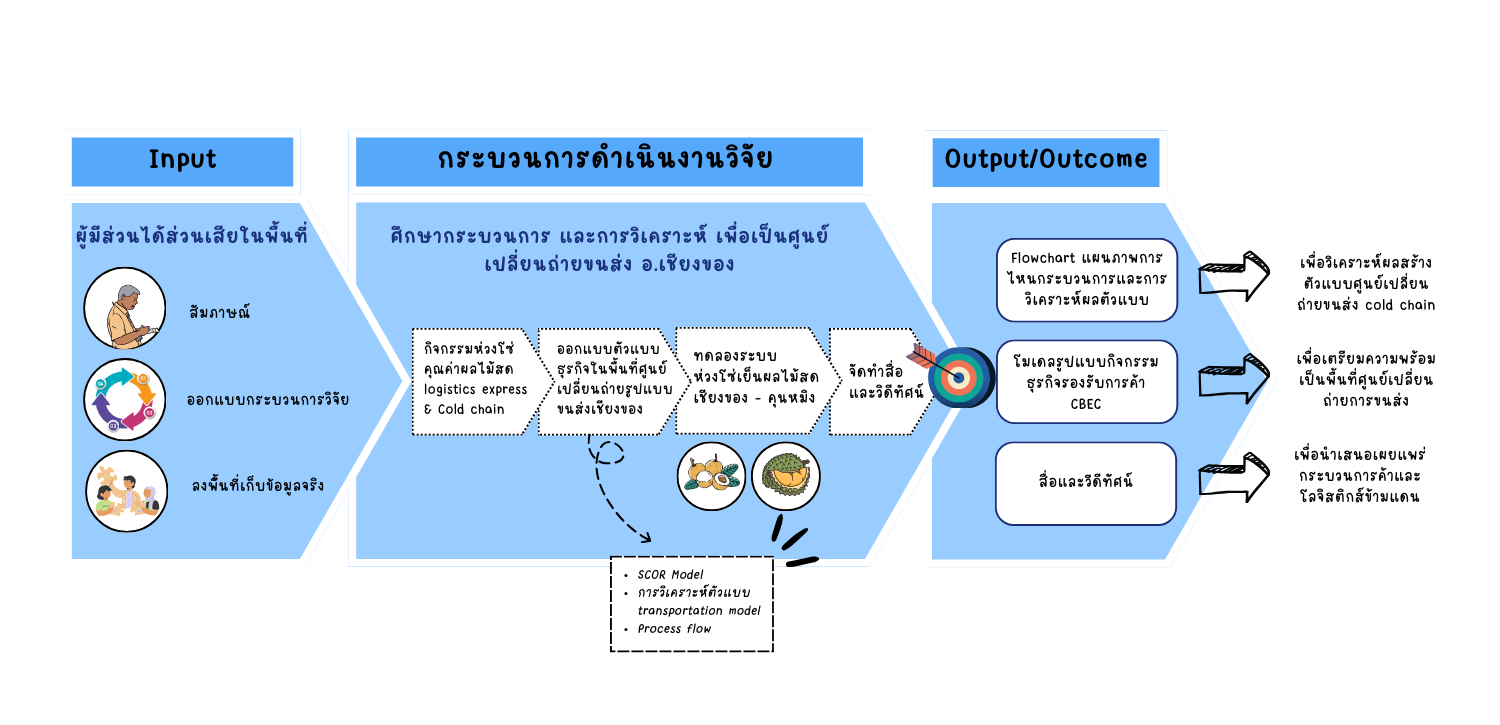 Input
ผู้มีส่วนได้ส่วนเสียในพื้นที่
สัมภาษณ์
ออกแบบกระบวนการวิจัย
ลงพื้นที่เก็บข้อมูลจริง
กระบวนการดำเนินงานวิจัย
ศึกษากระบวนการ และการวิเคราะห์ เพื่อเป็นศูนย์
เปลี่ยนถ่ายขนส่ง อ.เชียงของ
กิจกรรมห่วงโซ่
คุณค่าผลไม้สด
logistics express
& Cold chain
ออกแบบตัวแบบ
ธุรกิจในพื้นที่ศูนย์
เปลี่ยนถ่ายรูปแบบ
ขนส่งเชียงของ
ทดลองระบบ
ห่วงโซ่เย็นผลไม้สด
เชียงของ - คุนหมิง
จัดทำสื่อ
และวิดีทัศน์
• SCOR Model
• การวิเคราะห์ตัวแบบ
transportation model
• Process flow
Output/Outcome
Flowchart แผนภาพการ
ไหนกระบวนการและการ
วิเคราะห์ผลตัวแบบ
โมเดลรูปแบบกิจกรรม
ธุรกิจรองรับการค้า
CBEC
สื่อและวีดีทัศน์
เพื่อวิเคราะห์ผลสร้าง
ตัวแบบศูนย์เปลี่ยน
ถ่ายขนส่ง cold chain
เพื่อเตรียมความพร้อม
เป็นพื้นที่ศูนย์เปลี่ยน
ถ่ายการขนส่ง
เพื่อนำเสนอเผยแพร่
กระบวนการค้าและ
โลจิสติกส์ข้ามแดน